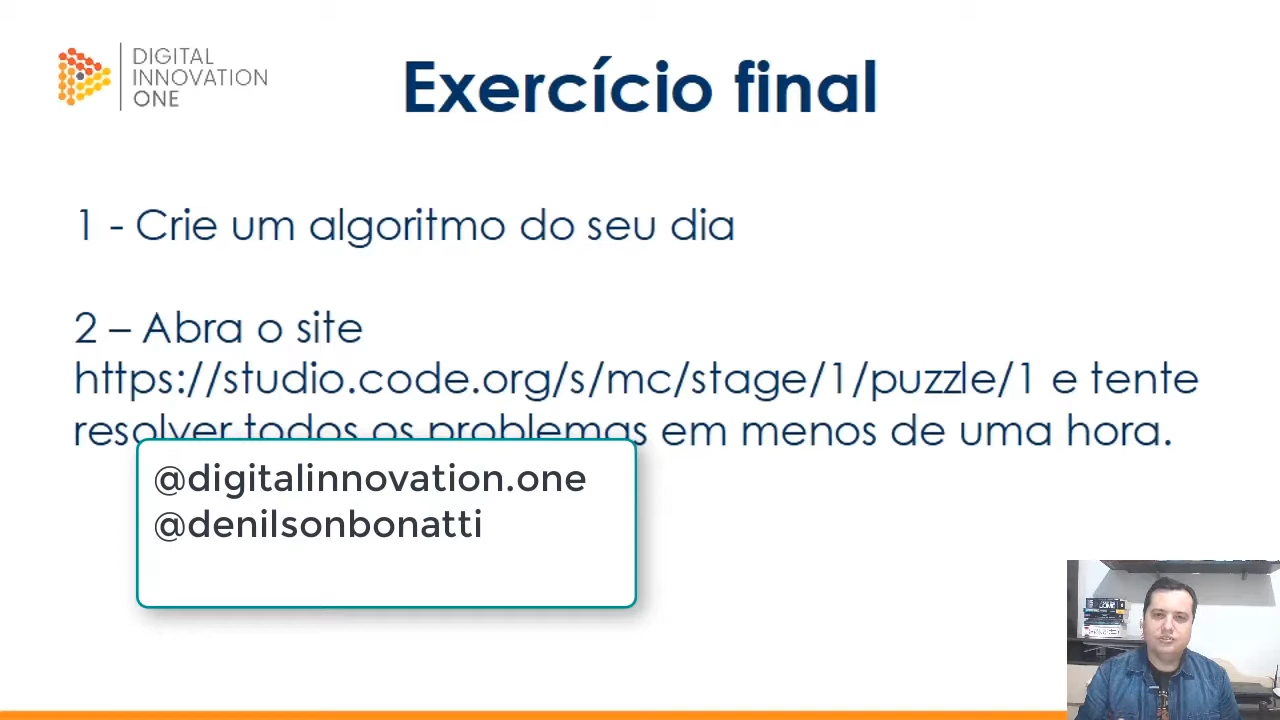 DIGITAL
INNOVATION
ONE
Exercício final
1 - Crie um algoritmo do seu dia
2 – Abra o site
https://studio.code.org/s/mc/stage/1/puzzle/1 e tente
resolver todos os problemas em menos de uma hora.
@digitalinnovation.one
@denilsonbonatti